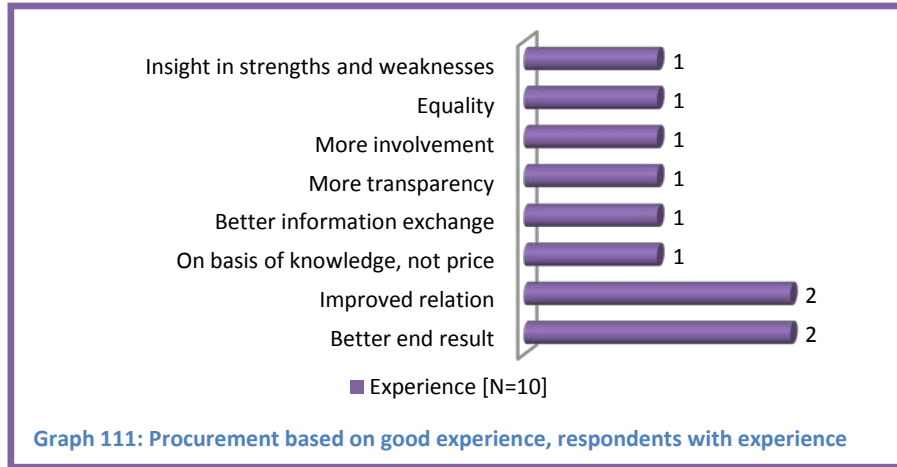 Insight in strengths and weaknesses 1
Equality 1
More involvement 1
More transparency 1
Better information exchange 1
On basis of knowledge, not price 1
Improved relation 2
Better end result 2
Experience [N=10]
Graph 111: Procurement based on good experience, respondents with experience